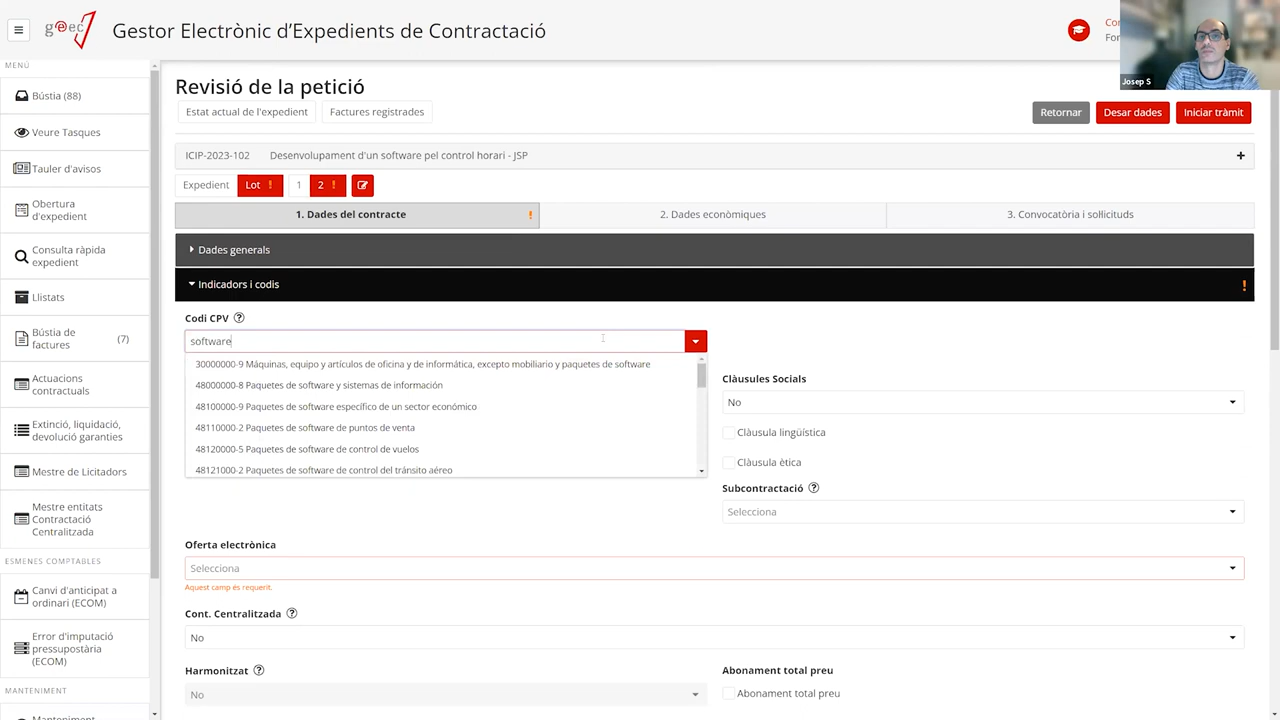 geec
Gestor Electrònic d'Expedients de Contractació
Josep S
MENÚ
Bústia (88)
Veure Tasques
Tauler d'avisos
Obertura
d'expedient
Consulta ràpida
expedient
Llistats
Bústia de
factures
(7)
Actuacions
contractuals
Extinció, liquidació,
devolució garanties
Mestre de Licitadors
Mestre entitats
Contractació
Centralitzada
ESMENES COMPTABLES
Canvi d'anticipat a
ordinari (ECOM)
Error d'imputació
pressupostària
(ECOM)
MANTENIMENT
Manteniment
Revisió de la petició
Estat actual de l'expedient
Factures registrades
Retornar
Desar dades
Iniciar tràmit
ICIP-2023-102 Desenvolupament d'un software pel control horari - JSP
Expedient Lot ! 1 2 !
1. Dades del contracte !
2. Dades econòmiques
3. Convocatòria i sol·licituds
Dades generals
Indicadors i codis !
Codi CPV
software
30000000-9 Máquinas, equipo y artículos de oficina y de informática, excepto mobiliario y paquetes de software
48000000-8 Paquetes de software y sistemas de información
48100000-9 Paquetes de software específico de un sector económico
48110000-2 Paquetes de software de puntos de venta
48120000-5 Paquetes de software de control de vuelos
48121000-2 Paquetes de software de control del tránsito aéreo
Clàusules Socials
No
Clàusula lingüística
Clàusula ètica
Subcontractació
Selecciona
Oferta electrònica
Selecciona
Aquest camp és requerit.
Cont. Centralitzada
No
Harmonitzat
No
Abonament total preu
Abonament total preu